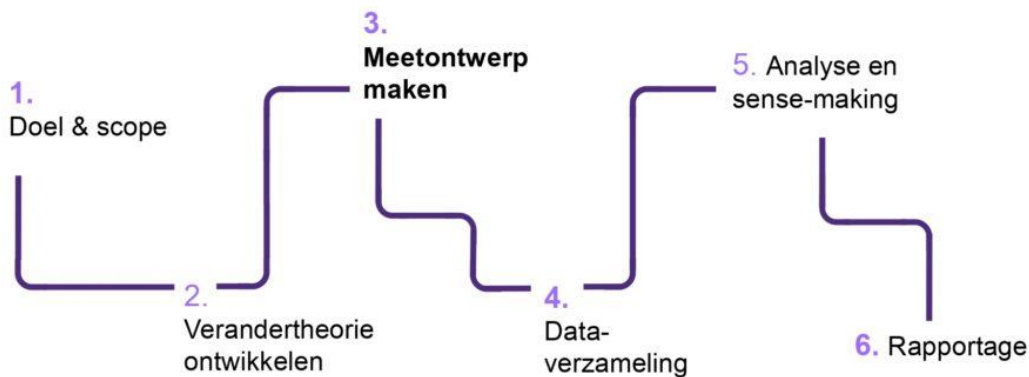 1.
Doel & scope
2.
Verandertheorie
ontwikkelen
3.
Meetontwerp
maken
4.
Data-
verzameling
5. Analyse en
sense-making
6. Rapportage